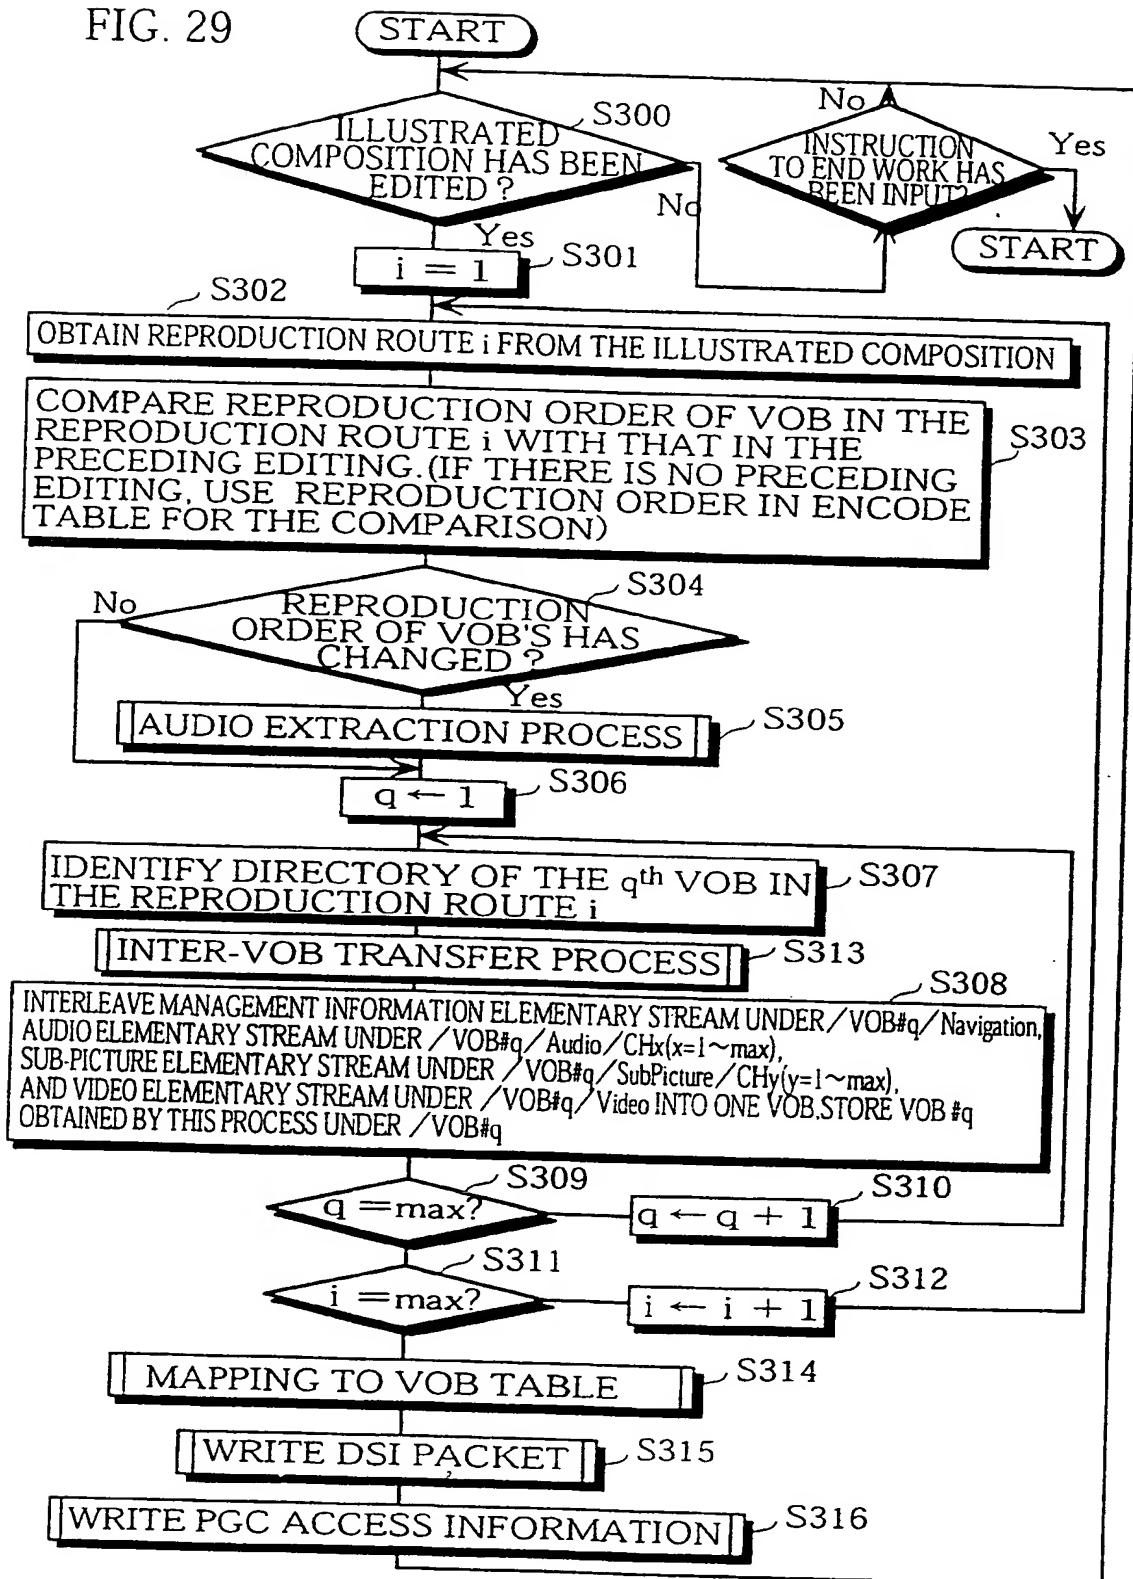 FIG. 29
START
S300
ILLUSTRATED
COMPOSITION HAS BEEN
EDITED ?
No
Yes
No
INSTRUCTION
TO END WORK HAS
BEEN INPUT?
Yes
START
i = 1
S301
S302
OBTAIN REPRODUCTION ROUTE i FROM THE ILLUSTRATED COMPOSITION
COMPARE REPRODUCTION ORDER OF VOB IN THE
REPRODUCTION ROUTE i WITH THAT IN THE
PRECEDING EDITING.(IF THERE IS NO PRECEDING
EDITING, USE REPRODUCTION ORDER IN ENCODE
TABLE FOR THE COMPARISON)
S303
S304
No
REPRODUCTION
ORDER OF VOB'S HAS
CHANGED ?
Yes
AUDIO EXTRACTION PROCESS
S305
q ← 1
S306
IDENTIFY DIRECTORY OF THE qth VOB IN
THE REPRODUCTION ROUTE i
S307
INTER-VOB TRANSFER PROCESS
S313
S308
INTERLEAVE MANAGEMENT INFORMATION ELEMENTARY STREAM UNDER/VOB#q/Navigation,
AUDIO ELEMENTARY STREAM UNDER /VOB#q/Audio/CHx(x=1~max),
SUB-PICTURE ELEMENTARY STREAM UNDER /VOB#q/SubPicture/CHy(y=1~max),
AND VIDEO ELEMENTARY STREAM UNDER /VOB#q/Video INTO ONE VOB.STORE VOB #q
OBTAINED BY THIS PROCESS UNDER /VOB#q
S309
q =max?
S310
q ← q + 1
S311
i =max?
S312
i ← i + 1
MAPPING TO VOB TABLE
S314
WRITE DSI PACKET
S315
WRITE PGC ACCESS INFORMATION
S316